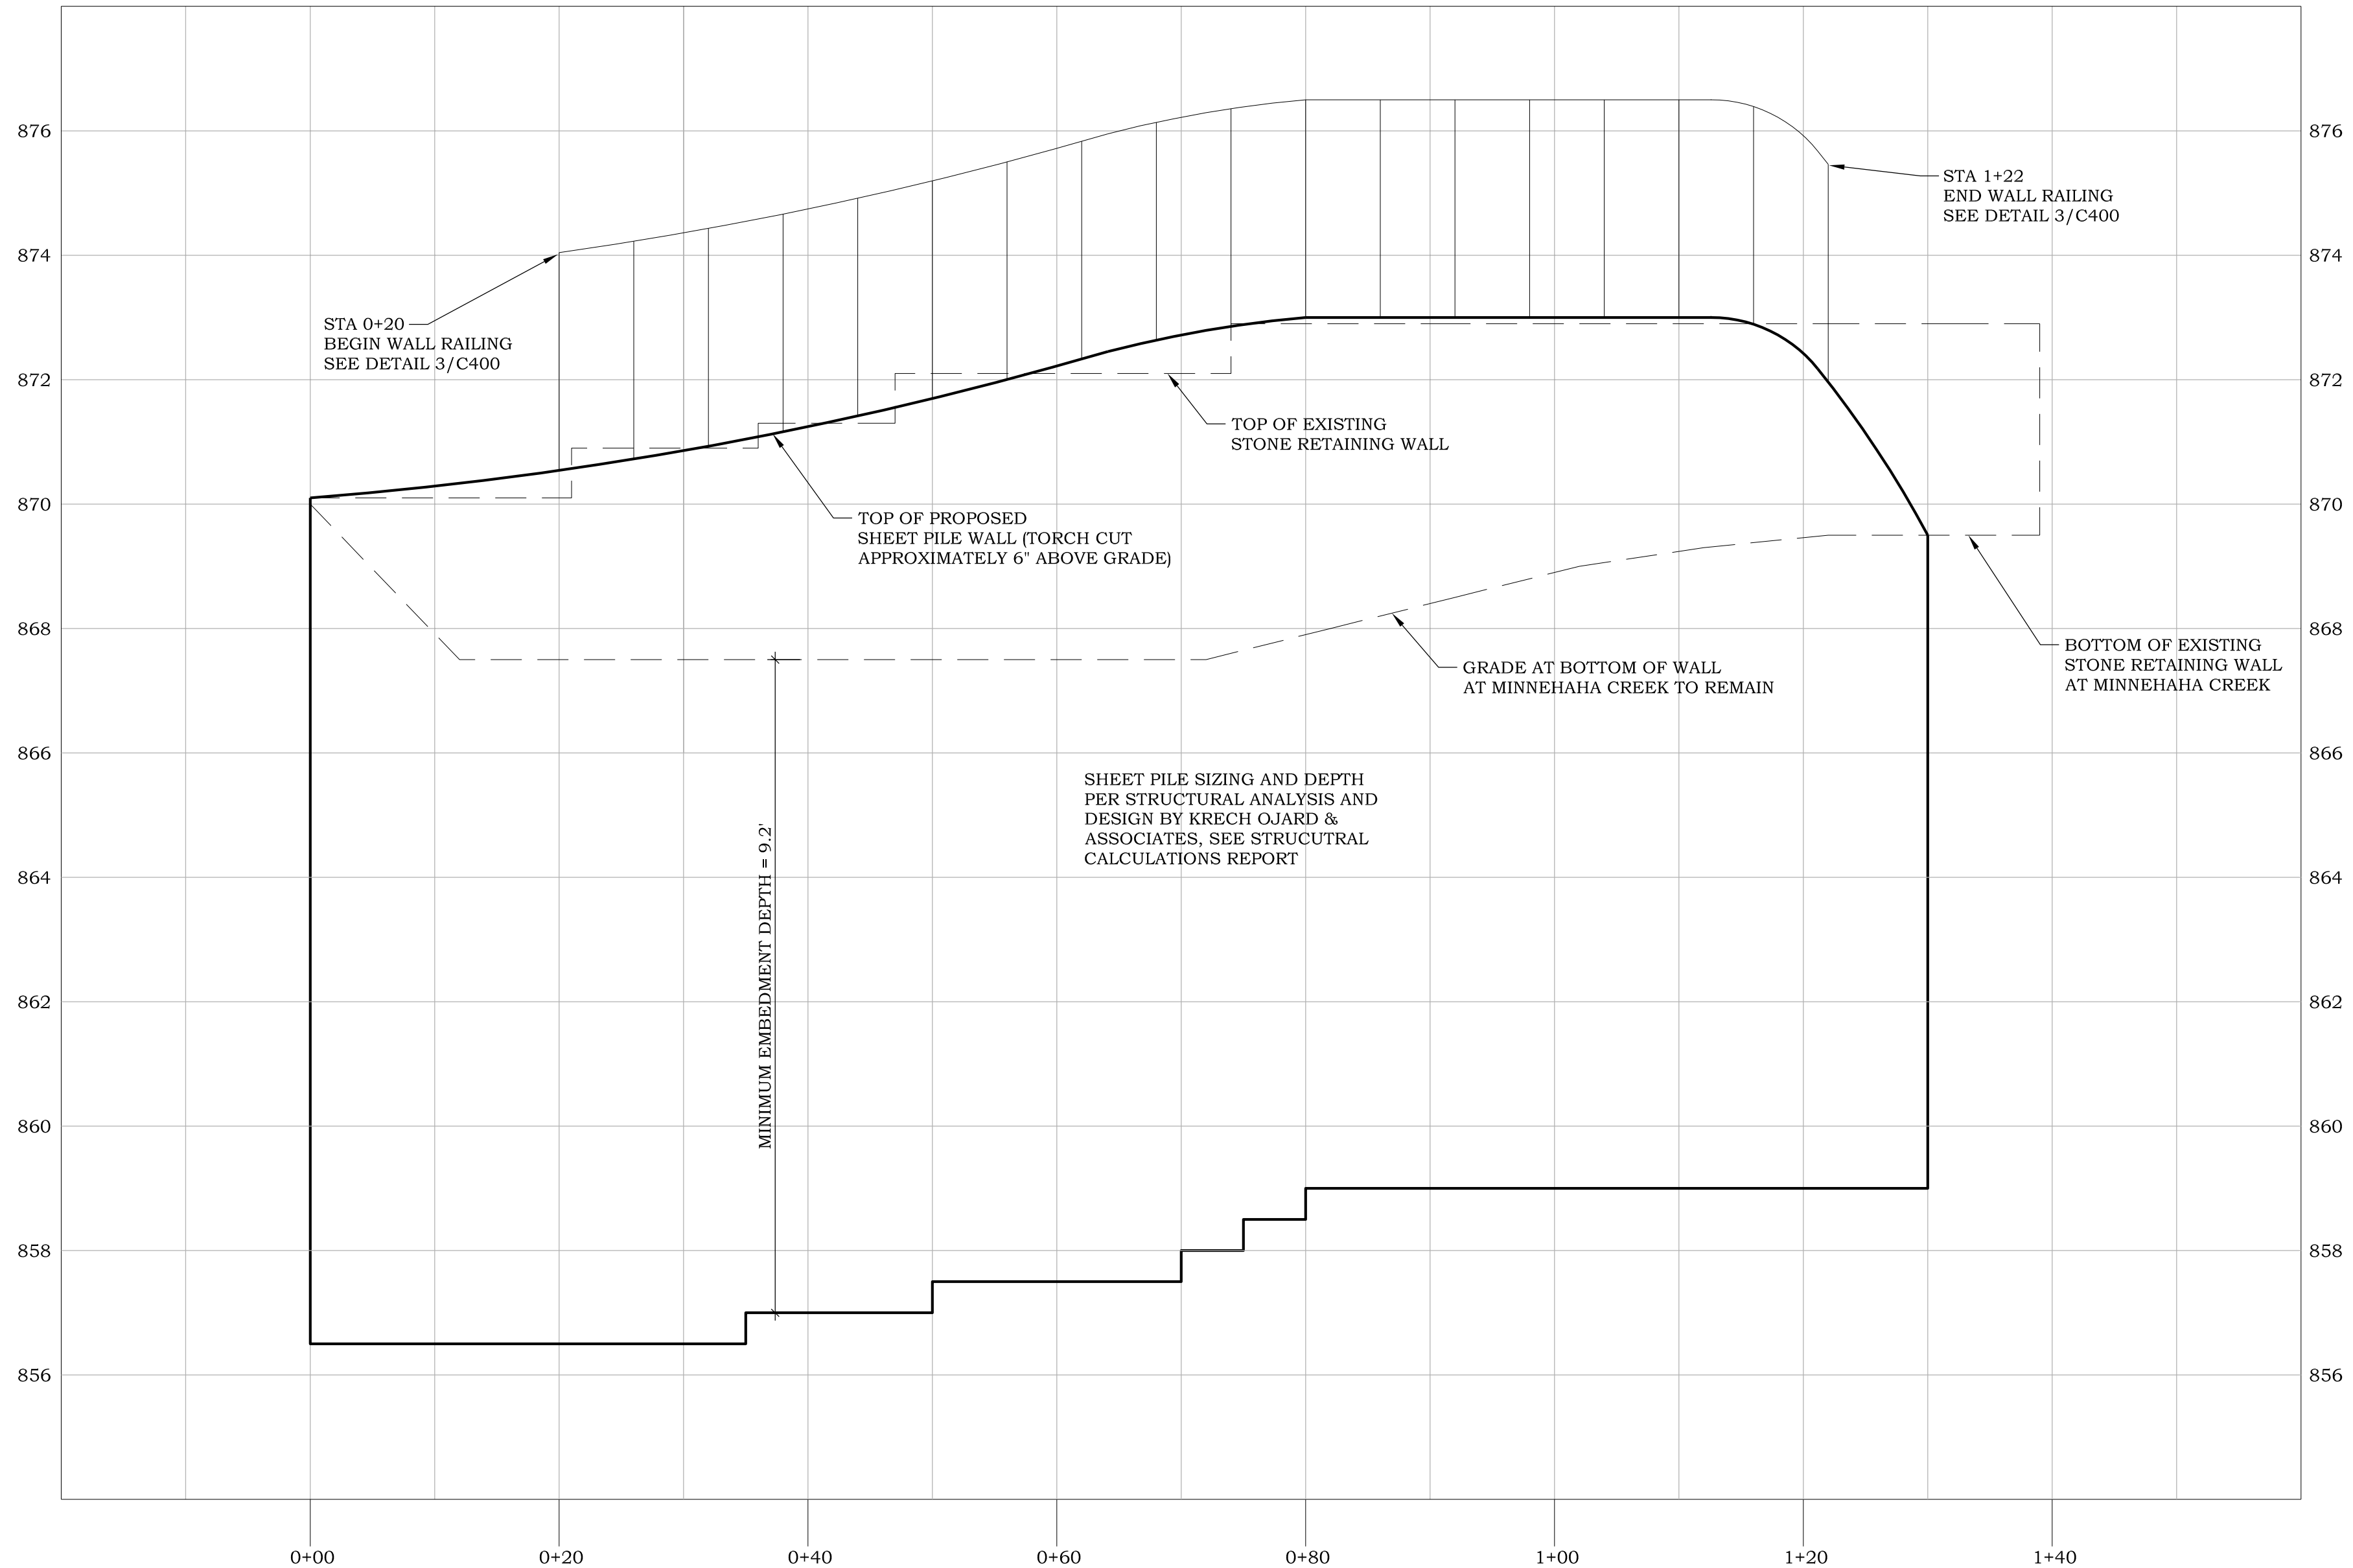 876
876
STA 1+22
END WALL RAILING
SEE DETAIL 3/C400
874
874
STA 0+20
BEGIN WALL RAILING
SEE DETAIL 3/C400
872
872
TOP OF EXISTING
STONE RETAINING WALL
870
870
TOP OF PROPOSED
SHEET PILE WALL (TORCH CUT
APPROXIMATELY 6" ABOVE GRADE)
868
868
BOTTOM OF EXISTING
STONE RETAINING WALL
AT MINNEHAHA CREEK
GRADE AT BOTTOM OF WALL
AT MINNEHAHA CREEK TO REMAIN
866
866
SHEET PILE SIZING AND DEPTH
PER STRUCTURAL ANALYSIS AND
DESIGN BY KRECH OJARD &
ASSOCIATES, SEE STRUCUTRAL
CALCULATIONS REPORT
MINIMUM EMBEDMENT DEPTH = 9.2'
864
864
862
862
860
860
858
858
856
856
0+00
0+20
0+40
0+60
0+80
1+00
1+20
1+40